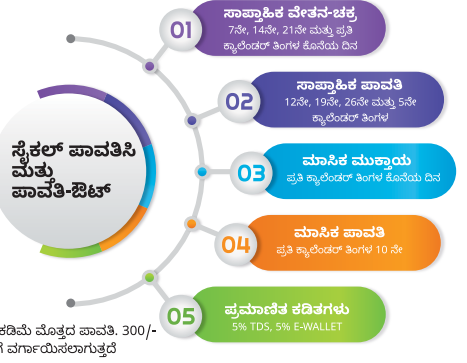 ಸೈಕಲ್ ಪಾವತಿಸಿ
ಮತ್ತು
ಪಾವತಿ-ಔಟ್
01
ಸಾಪ್ತಾಹಿಕ ವೇತನ-ಚಕ್ರ
7ನೇ, 14ನೇ, 21ನೇ ಮತ್ತು ಪ್ರತಿ
ಕ್ಯಾಲೆಂಡರ್ ತಿಂಗಳ ಕೊನೆಯ ದಿನ
02
ಸಾಪ್ತಾಹಿಕ ಪಾವತಿ
12ನೇ, 19ನೇ, 26ನೇ ಮತ್ತು 5ನೇ
ಕ್ಯಾಲೆಂಡರ್ ತಿಂಗಳ
03
ಮಾಸಿಕ ಮುಕ್ತಾಯ
ಪ್ರತಿ ಕ್ಯಾಲೆಂಡರ್ ತಿಂಗಳ ಕೊನೆಯ ದಿನ
04
ಮಾಸಿಕ ಪಾವತಿ
ಪ್ರತಿ ಕ್ಯಾಲೆಂಡರ್ ತಿಂಗಳ 10 ನೇ
05
ಪ್ರಮಾಣಿತ ಕಡಿತಗಳು
5% TDS, 5% E-WALLET
ಕಡಿಮೆ ಮೊತ್ತದ ಪಾವತಿ. 300/-
ವರ್ಗಾಯಿಸಲಾಗುತ್ತದೆ